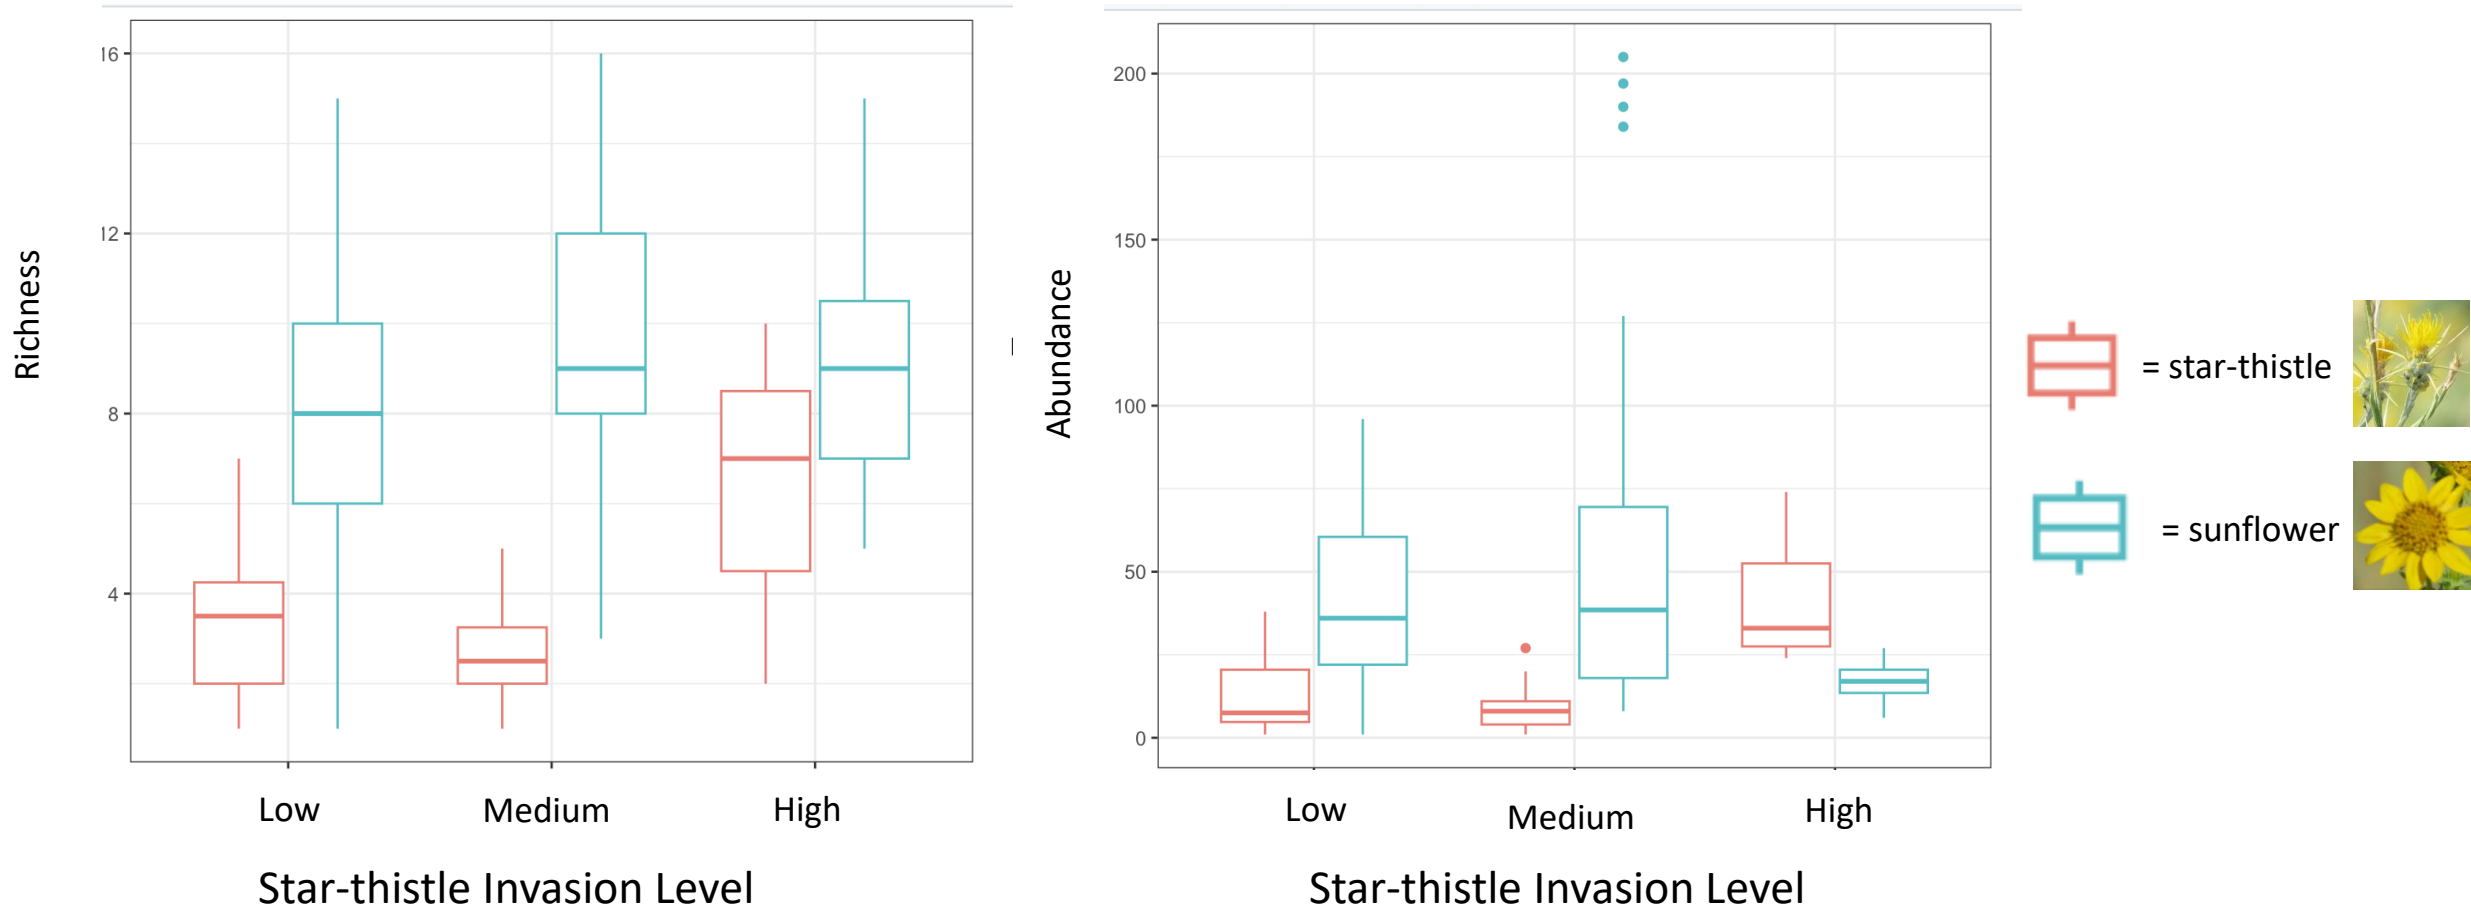 Richness
16
12
8
4
Low Medium High
Star-thistle Invasion Level
Abundance
200
150
100
50
0
Low Medium High
Star-thistle Invasion Level
= star-thistle
= sunflower